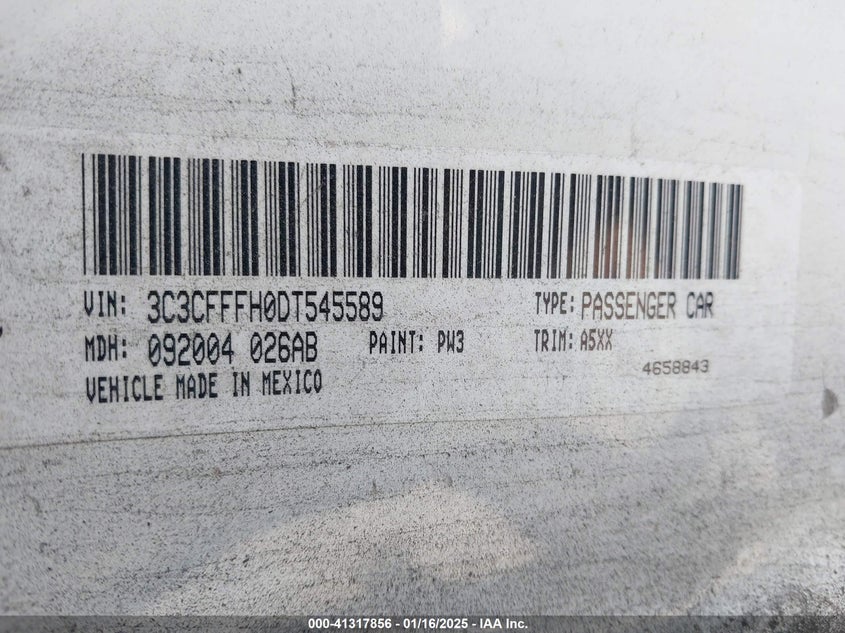 VIN: 3C3CFFFH0DT545589 TYPE: PASSENGER CAR
MDH: 092004 026AB PAINT: PW3 TRIM: A5XX
4658843
VEHICLE MADE IN MEXICO
000-41317856 - 01/16/2025 - IAA Inc.